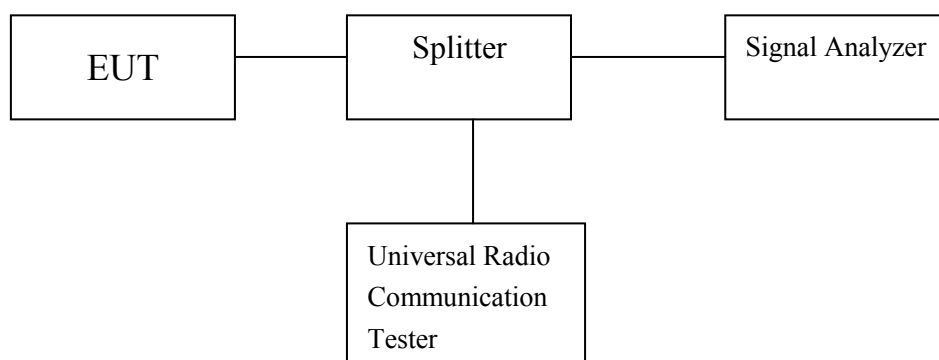 EUT
Splitter
Signal Analyzer
Universal Radio
Communication
Tester